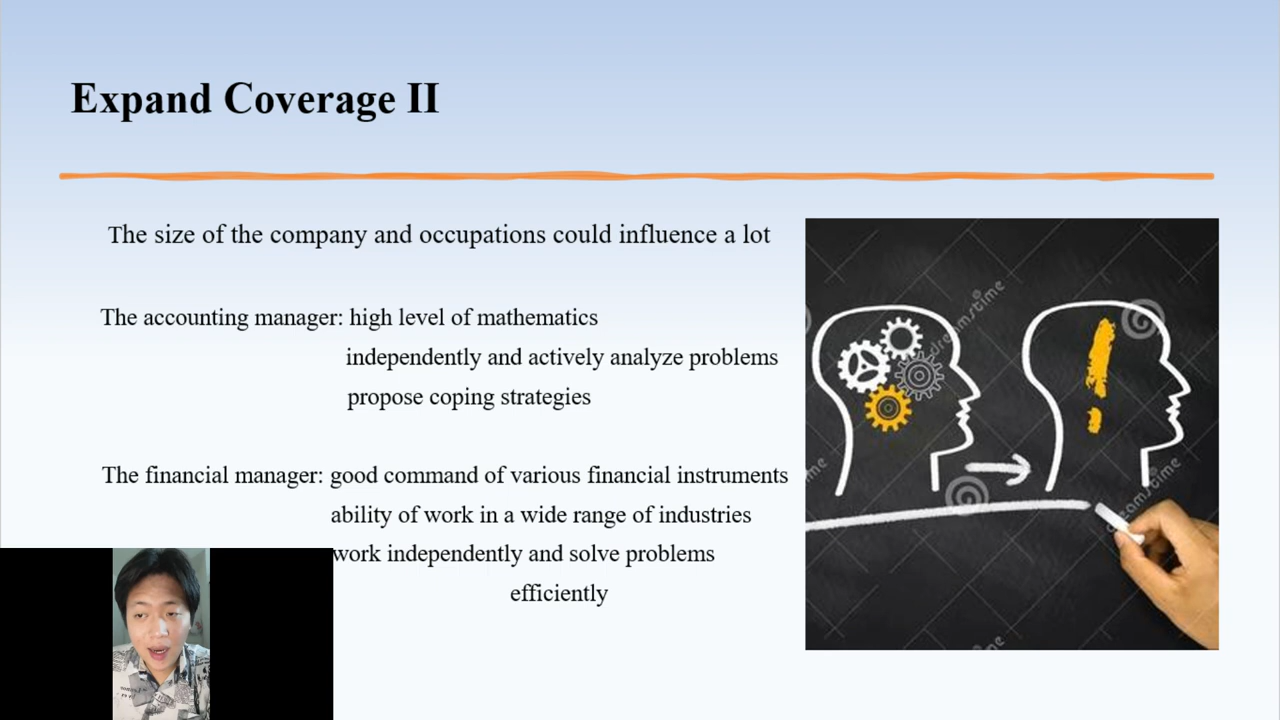 Expand Coverage II
The size of the company and occupations could influence a lot
The accounting manager: high level of mathematics
independently and actively analyze problems
propose coping strategies
The financial manager: good command of various financial instruments
ability of work in a wide range of industries
work independently and solve problems
efficiently
dreamstime
dreamstime